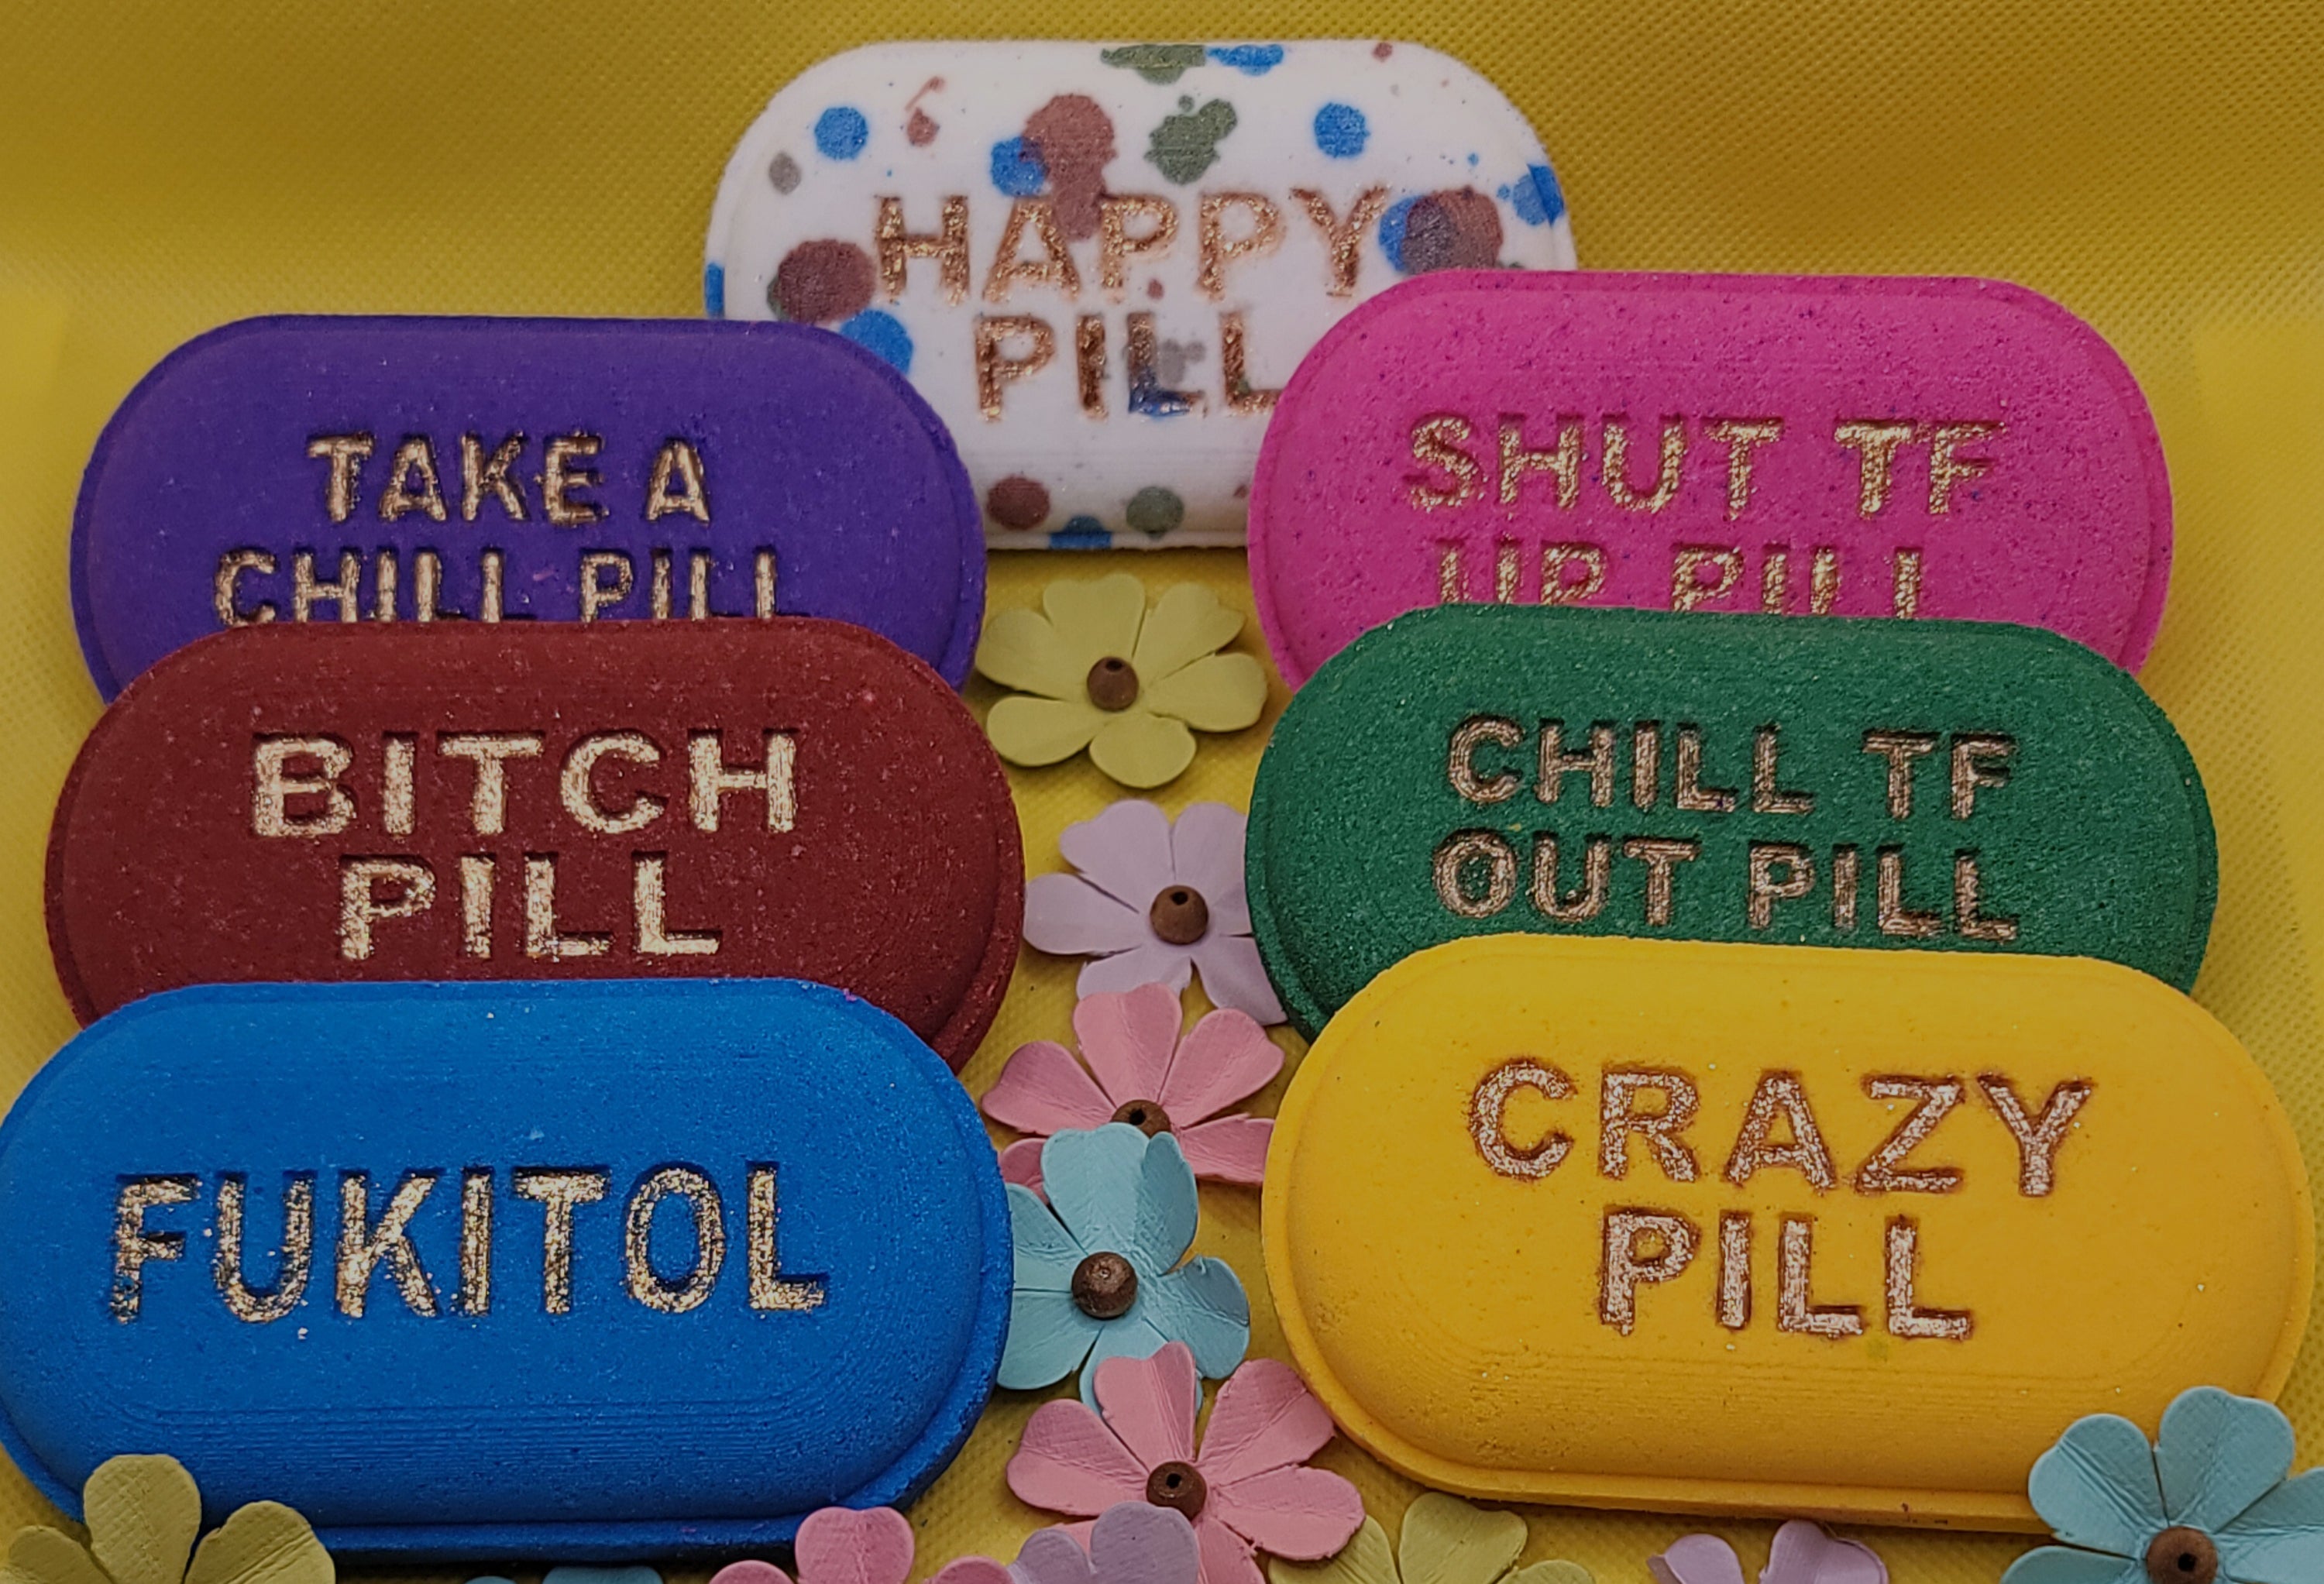 HAPPY
PILL
TAKE A
CHILL PILL
SHUT TF
UP PILL
BITCH
PILL
CHILL TF
OUT PILL
FUKITOL
CRAZY
PILL